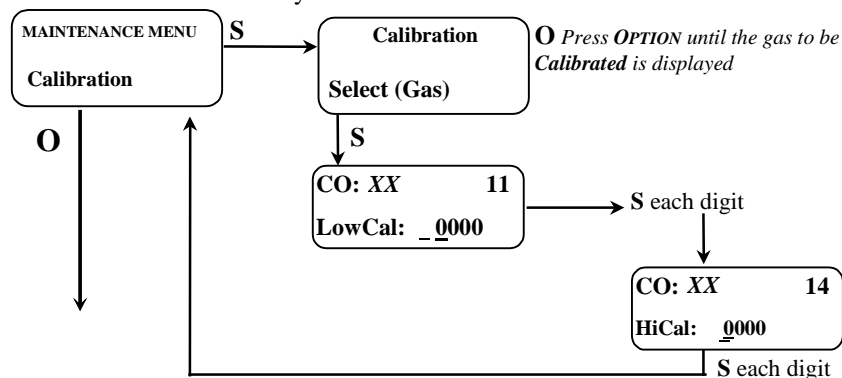 MAINTENANCE MENU
Calibration
S
Calibration
Select (Gas)
O Press OPTION until the gas to be
Calibrated is displayed
O
S
CO: XX 11
LowCal: _ 0000
S each digit
CO: XX 14
HiCal: _0000
S each digit